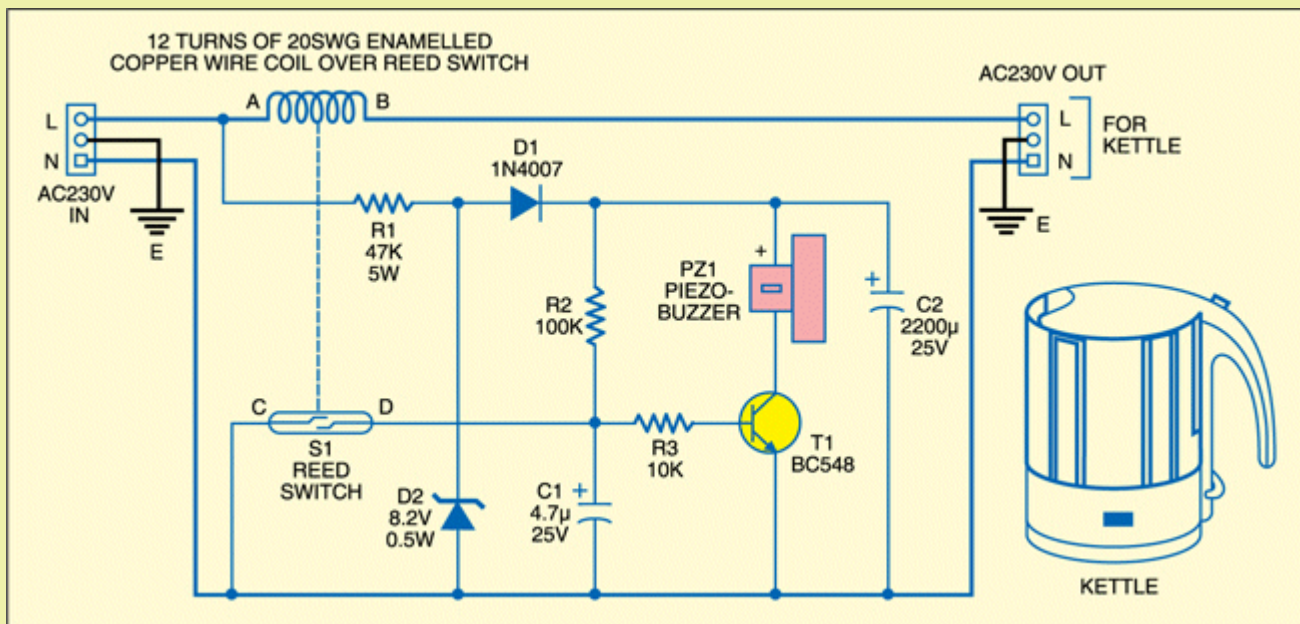 12 TURNS OF 20SWG ENAMELLED
COPPER WIRE COIL OVER REED SWITCH
AC230V OUT
A
B
L
L
FOR
KETTLE
N
N
D1
1N4007
AC230V
IN
E
E
R1
47K
5W
PZ1
PIEZO-
BUZZER
+
+
C2
2200µ
25V
R2
100K
C
D
S1
REED
SWITCH
R3
10K
T1
BC548
D2
8.2V
0.5W
C1
4.7µ
25V
+
KETTLE